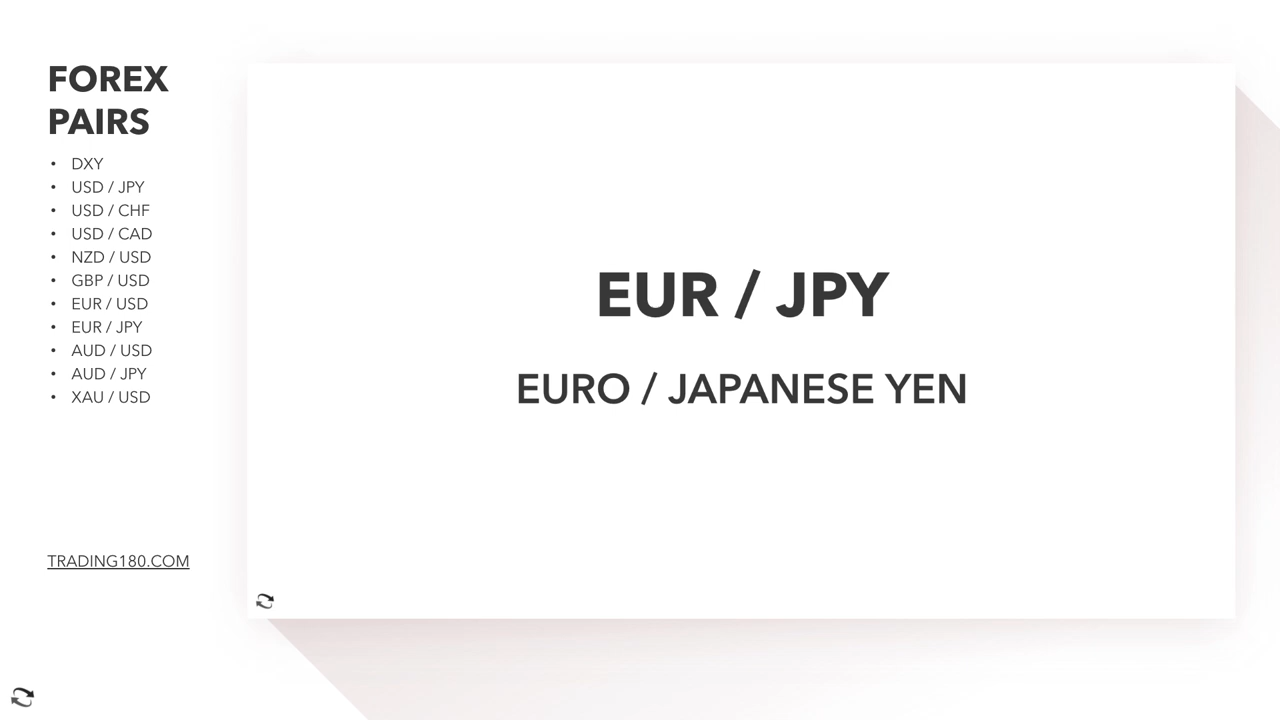 FOREX
PAIRS
• DXY
• USD / JPY
• USD / CHF
• USD / CAD
• NZD / USD
• GBP / USD
• EUR / USD
• EUR / JPY
• AUD / USD
• AUD / JPY
• XAU / USD
TRADING180.COM
EUR / JPY
EURO / JAPANESE YEN